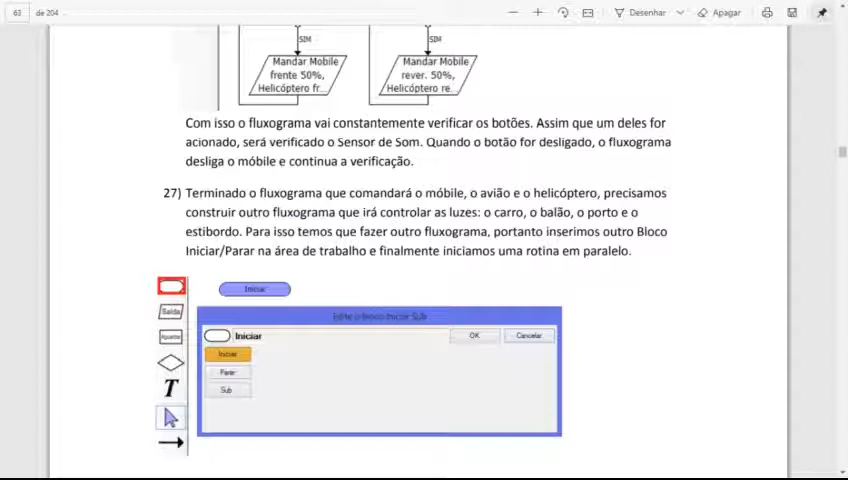 63 de 204 Desenhar Apagar
SIM SIM
Mandar Mobile Mandar Mobile
frente 50%, rever. 50%,
Helicóptero fr... Helicóptero re...
Com isso o fluxograma vai constantemente verificar os botões. Assim que um deles for
acionado, será verificado o Sensor de Som. Quando o botão for desligado, o fluxograma
desliga o móbile e continua a verificação.
27) Terminado o fluxograma que comandará o móbile, o avião e o helicóptero, precisamos
construir outro fluxograma que irá controlar as luzes: o carro, o balão, o porto e o
estibordo. Para isso temos que fazer outro fluxograma, portanto inserimos outro Bloco
Iniciar/Parar na área de trabalho e finalmente iniciamos uma rotina em paralelo.
Iniciar
Saída
Edite o Bloco Iniciar Sub
Iniciar OK Cancelar
Iniciar
Parar
Sub
T